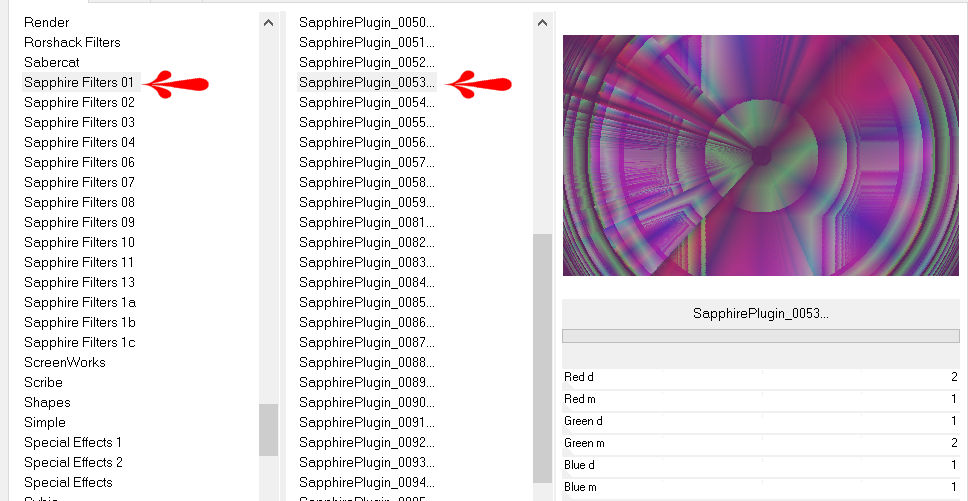 Render
Rorshack Filters
Sabercat
Sapphire Filters 01
Sapphire Filters 02
Sapphire Filters 03
Sapphire Filters 04
Sapphire Filters 06
Sapphire Filters 07
Sapphire Filters 08
Sapphire Filters 09
Sapphire Filters 10
Sapphire Filters 11
Sapphire Filters 13
Sapphire Filters 1a
Sapphire Filters 1b
Sapphire Filters 1c
ScreenWorks
Scribe
Shapes
Simple
Special Effects 1
Special Effects 2
Special Effects
SapphirePlugin_0050...
SapphirePlugin_0051...
SapphirePlugin_0052...
SapphirePlugin_0053...
SapphirePlugin_0054...
SapphirePlugin_0055...
SapphirePlugin_0056...
SapphirePlugin_0057...
SapphirePlugin_0058...
SapphirePlugin_0059...
SapphirePlugin_0081...
SapphirePlugin_0082...
SapphirePlugin_0083...
SapphirePlugin_0084...
SapphirePlugin_0085...
SapphirePlugin_0086...
SapphirePlugin_0087...
SapphirePlugin_0088...
SapphirePlugin_0089...
SapphirePlugin_0090...
SapphirePlugin_0091...
SapphirePlugin_0092...
SapphirePlugin_0093...
SapphirePlugin_0094...
SapphirePlugin_0053...
Red d 2
Red m 1
Green d 1
Green m 2
Blue d 1
Blue m 1